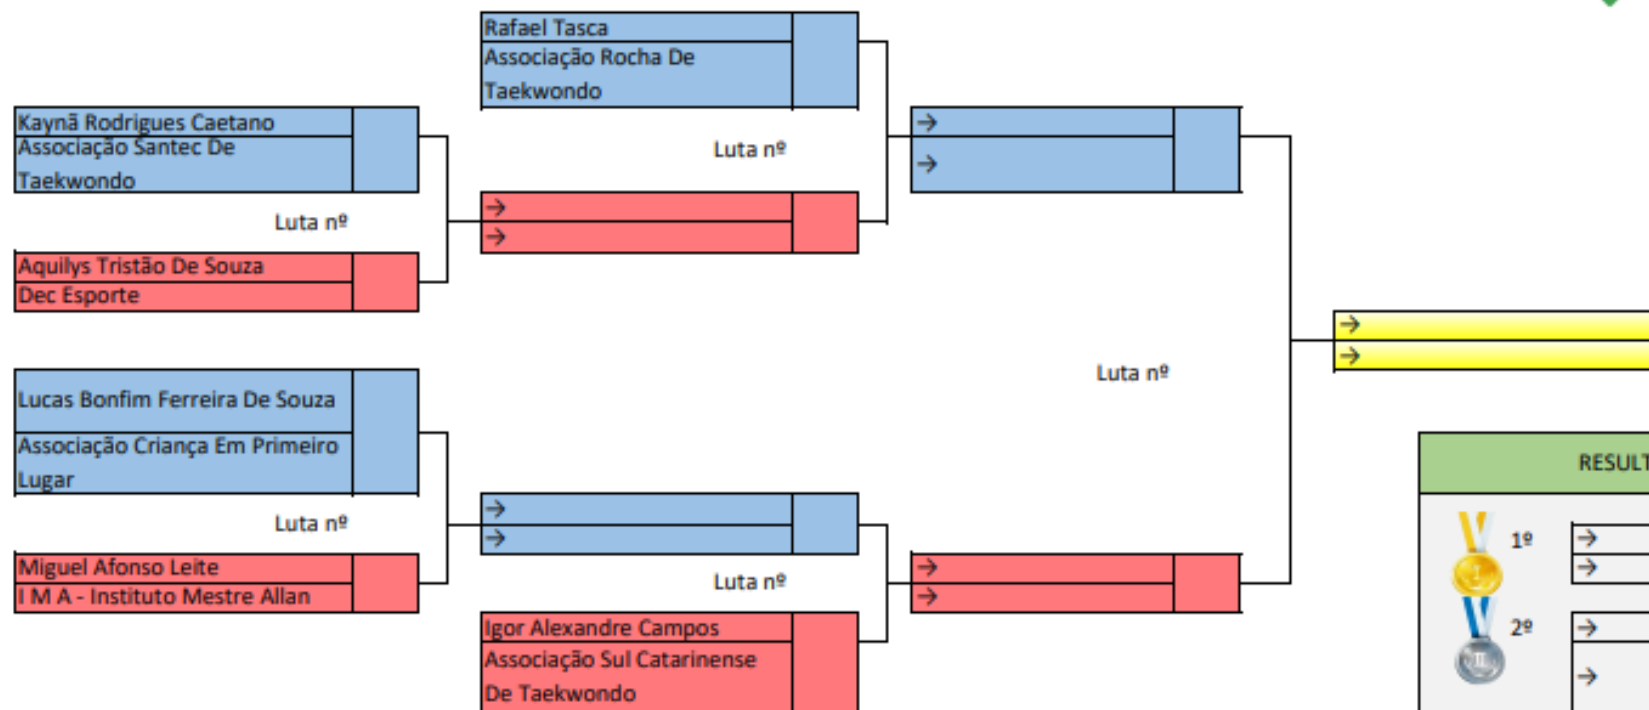 Rafael Tasca
Associação Rocha De
Taekwondo
Kaynã Rodrigues Caetano
Associação Santec De
Taekwondo
→
→
Luta nº
Luta nº
→
→
Aquilys Tristão De Souza
Dec Esporte
→
→
Luta nº
Lucas Bonfim Ferreira De Souza
Associação Criança Em Primeiro
Lugar
RESULT
Luta nº
→
→
1º
→
→
Miguel Afonso Leite
I M A - Instituto Mestre Allan
Luta nº
→
→
Igor Alexandre Campos
Associação Sul Catarinense
De Taekwondo
2º
→
→